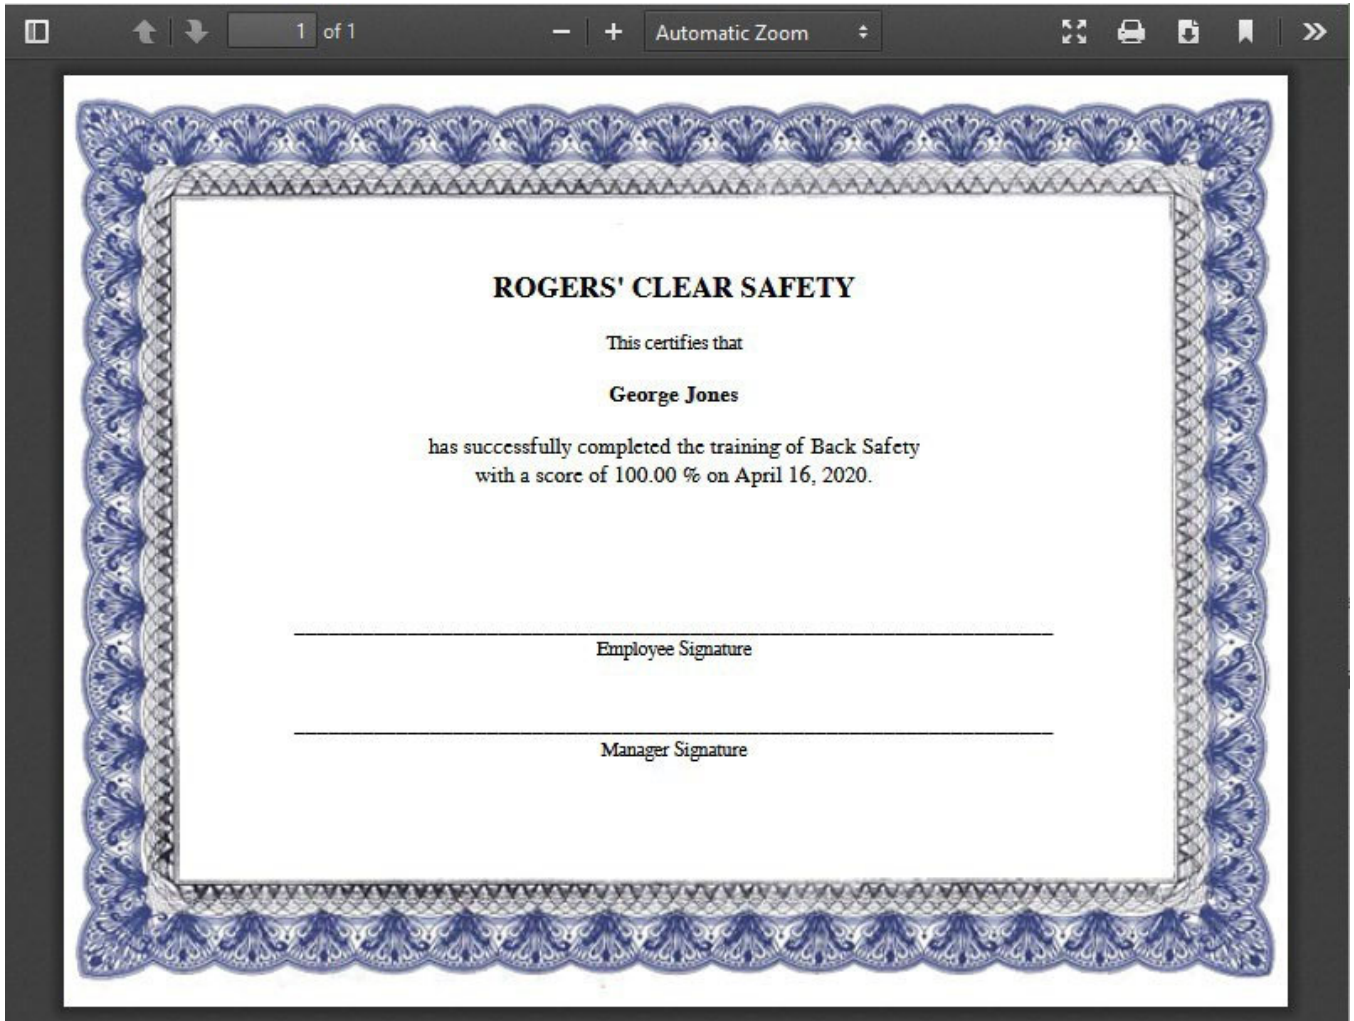 1 of 1
Automatic Zoom
ROGERS' CLEAR SAFETY
This certifies that
George Jones
has successfully completed the training of Back Safety
with a score of 100.00 % on April 16, 2020.
Employee Signature
Manager Signature